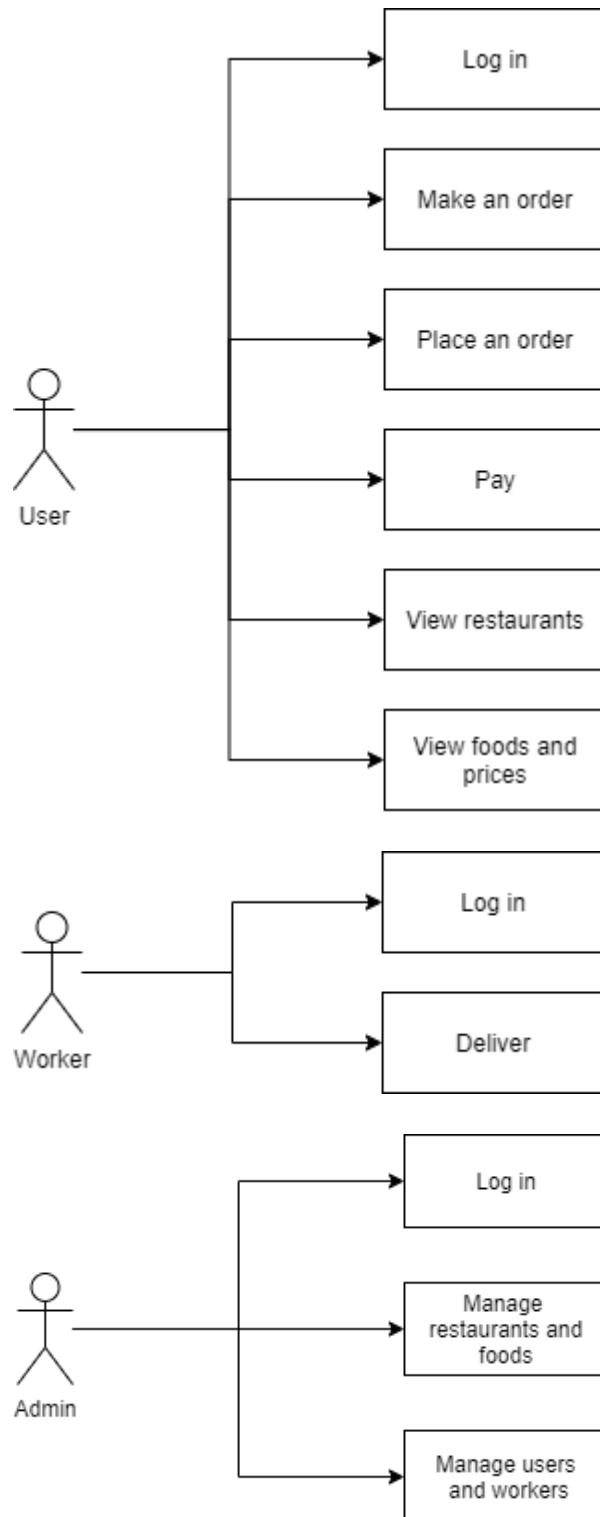 Log in
Make an order
Place an order
User
Pay
View restaurants
View foods and
prices
Log in
Worker
Deliver
Log in
Manage
restaurants and
foods
Admin
Manage users
and workers